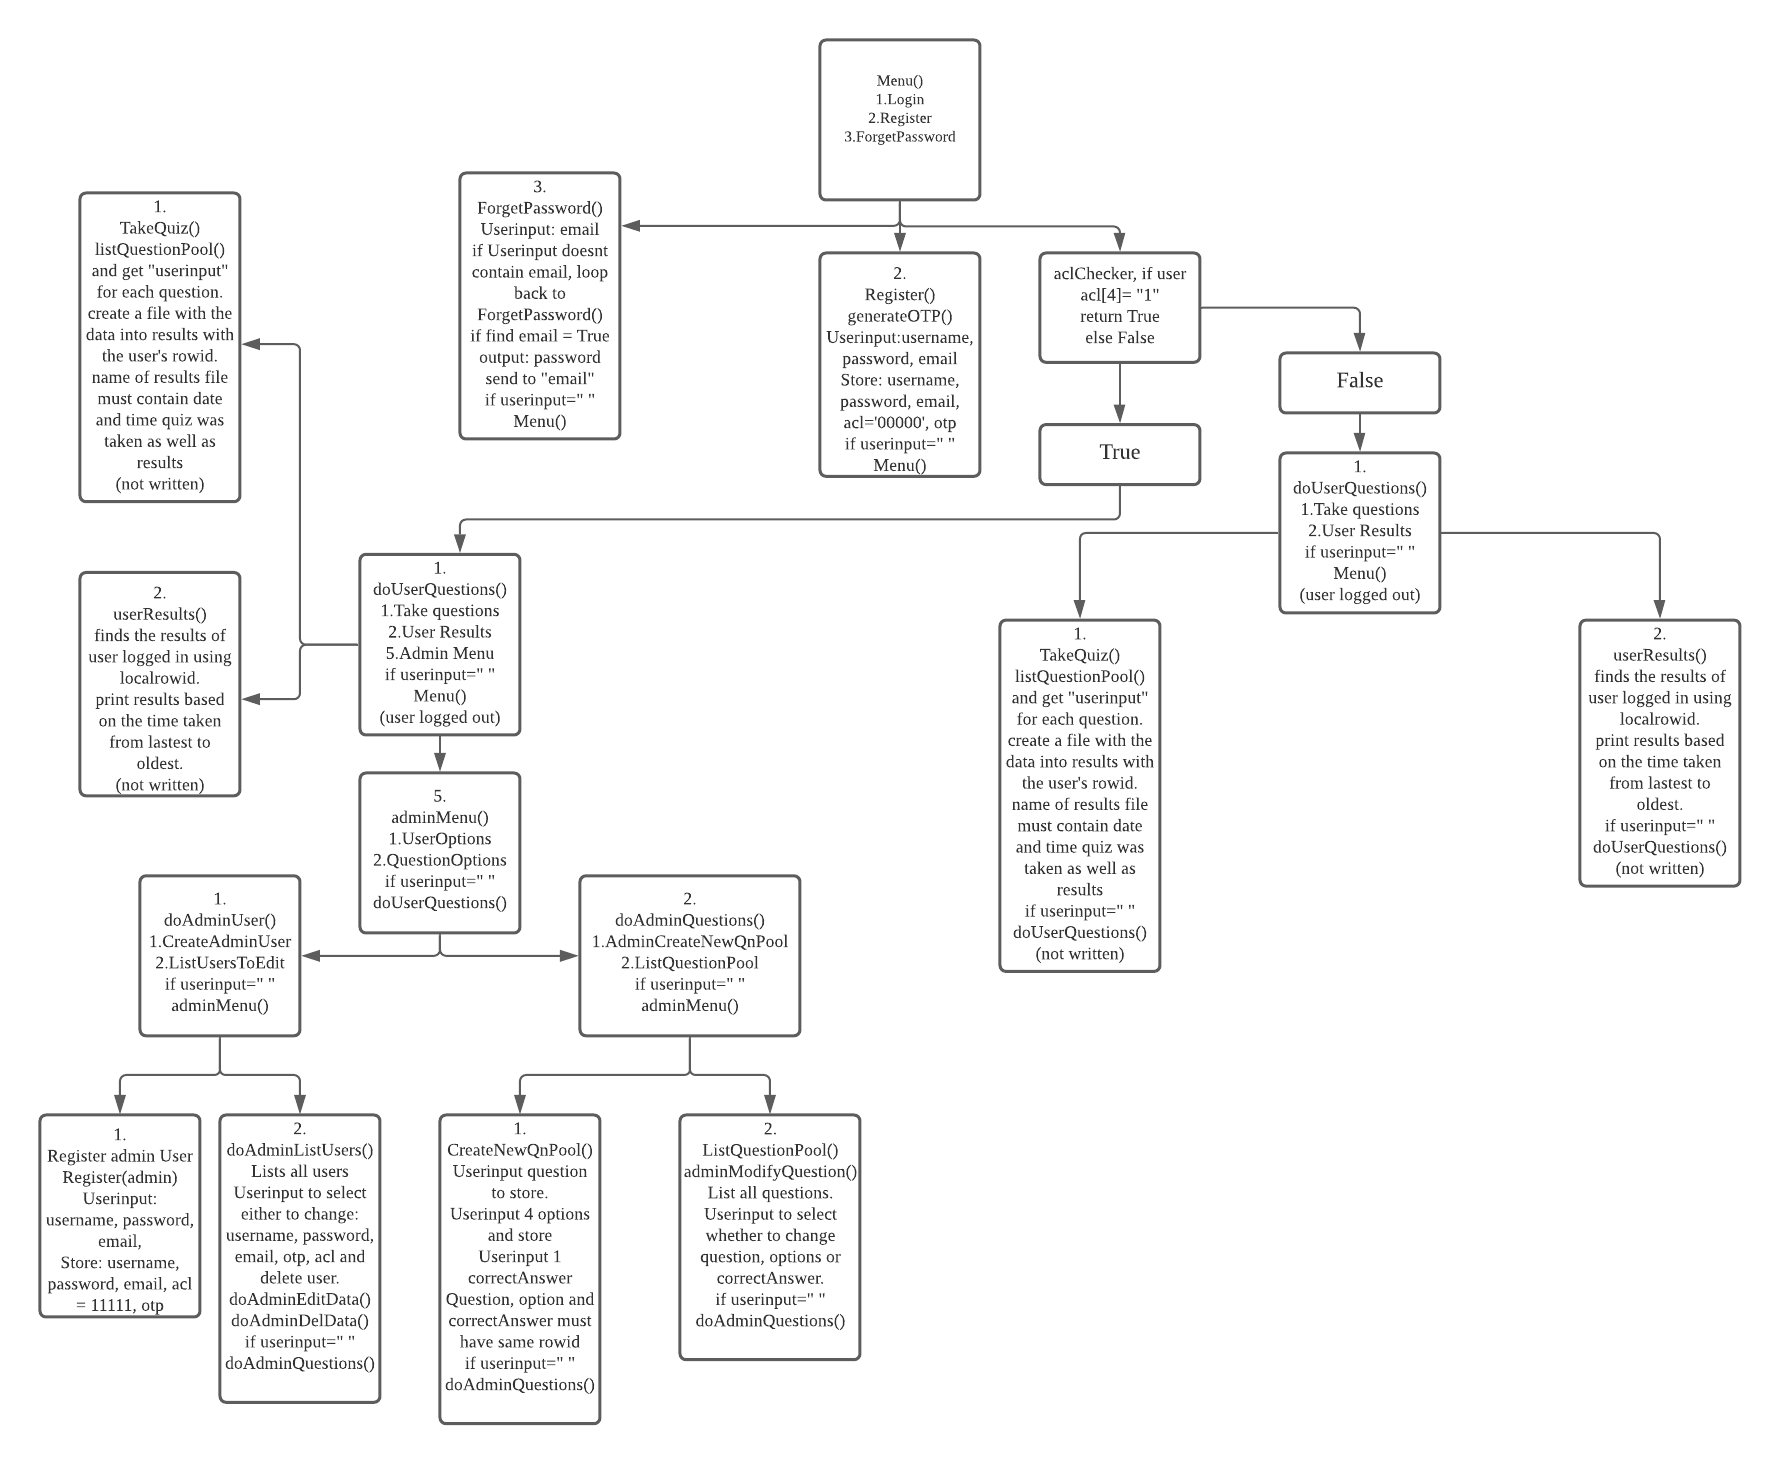 Menu()
1.Login
2.Register
3.ForgetPassword
3.
ForgetPassword()
Userinput: email
if Userinput doesnt
contain email, loop
back to
ForgetPassword()
if find email = True
output: password
send to "email"
if userinput=" "
Menu()
2.
Register()
generateOTP()
Userinput:username,
password, email
Store: username,
password, email,
acl='00000', otp
if userinput=" "
Menu()
aclChecker, if user
acl[4]= "1"
return True
else False
True
False
1.
TakeQuiz()
listQuestionPool()
and get "userinput"
for each question.
create a file with the
data into results with
the user's rowid.
name of results file
must contain date
and time quiz was
taken as well as
results
(not written)
2.
userResults()
finds the results of
user logged in using
localrowid.
print results based
on the time taken
from lastest to
oldest.
(not written)
1.
doUserQuestions()
1.Take questions
2.User Results
5.Admin Menu
if userinput=" "
Menu()
(user logged out)
1.
doUserQuestions()
1.Take questions
2.User Results
if userinput=" "
Menu()
(user logged out)
1.
TakeQuiz()
listQuestionPool()
and get "userinput"
for each question.
create a file with the
data into results with
the user's rowid.
name of results file
must contain date
and time quiz was
taken as well as
results
if userinput=" "
doUserQuestions()
(not written)
2.
userResults()
finds the results of
user logged in using
localrowid.
print results based
on the time taken
from lastest to
oldest.
if userinput=" "
doUserQuestions()
(not written)
5.
adminMenu()
1.UserOptions
2.QuestionOptions
if userinput=" "
doUserQuestions()
1.
doAdminUser()
1.CreateAdminUser
2.ListUsersToEdit
if userinput=" "
adminMenu()
2.
doAdminQuestions()
1.AdminCreateNewQnPool
2.ListQuestionPool
if userinput=" "
adminMenu()
1.
Register admin User
Register(admin)
Userinput:
username, password,
email,
Store: username,
password, email, acl
= 11111, otp
2.
doAdminListUsers()
Lists all users
Userinput to select
either to change:
username, password,
email, otp, acl and
delete user.
doAdminEditData()
doAdminDelData()
if userinput=" "
doAdminQuestions()
1.
CreateNewQnPool()
Userinput question
to store.
Userinput 4 options
and store
Userinput 1
correctAnswer
Question, option and
correctAnswer must
have same rowid
if userinput=" "
doAdminQuestions()
2.
ListQuestionPool()
adminModifyQuestion()
List all questions.
Userinput to select
whether to change
question, options or
correctAnswer.
if userinput=" "
doAdminQuestions()